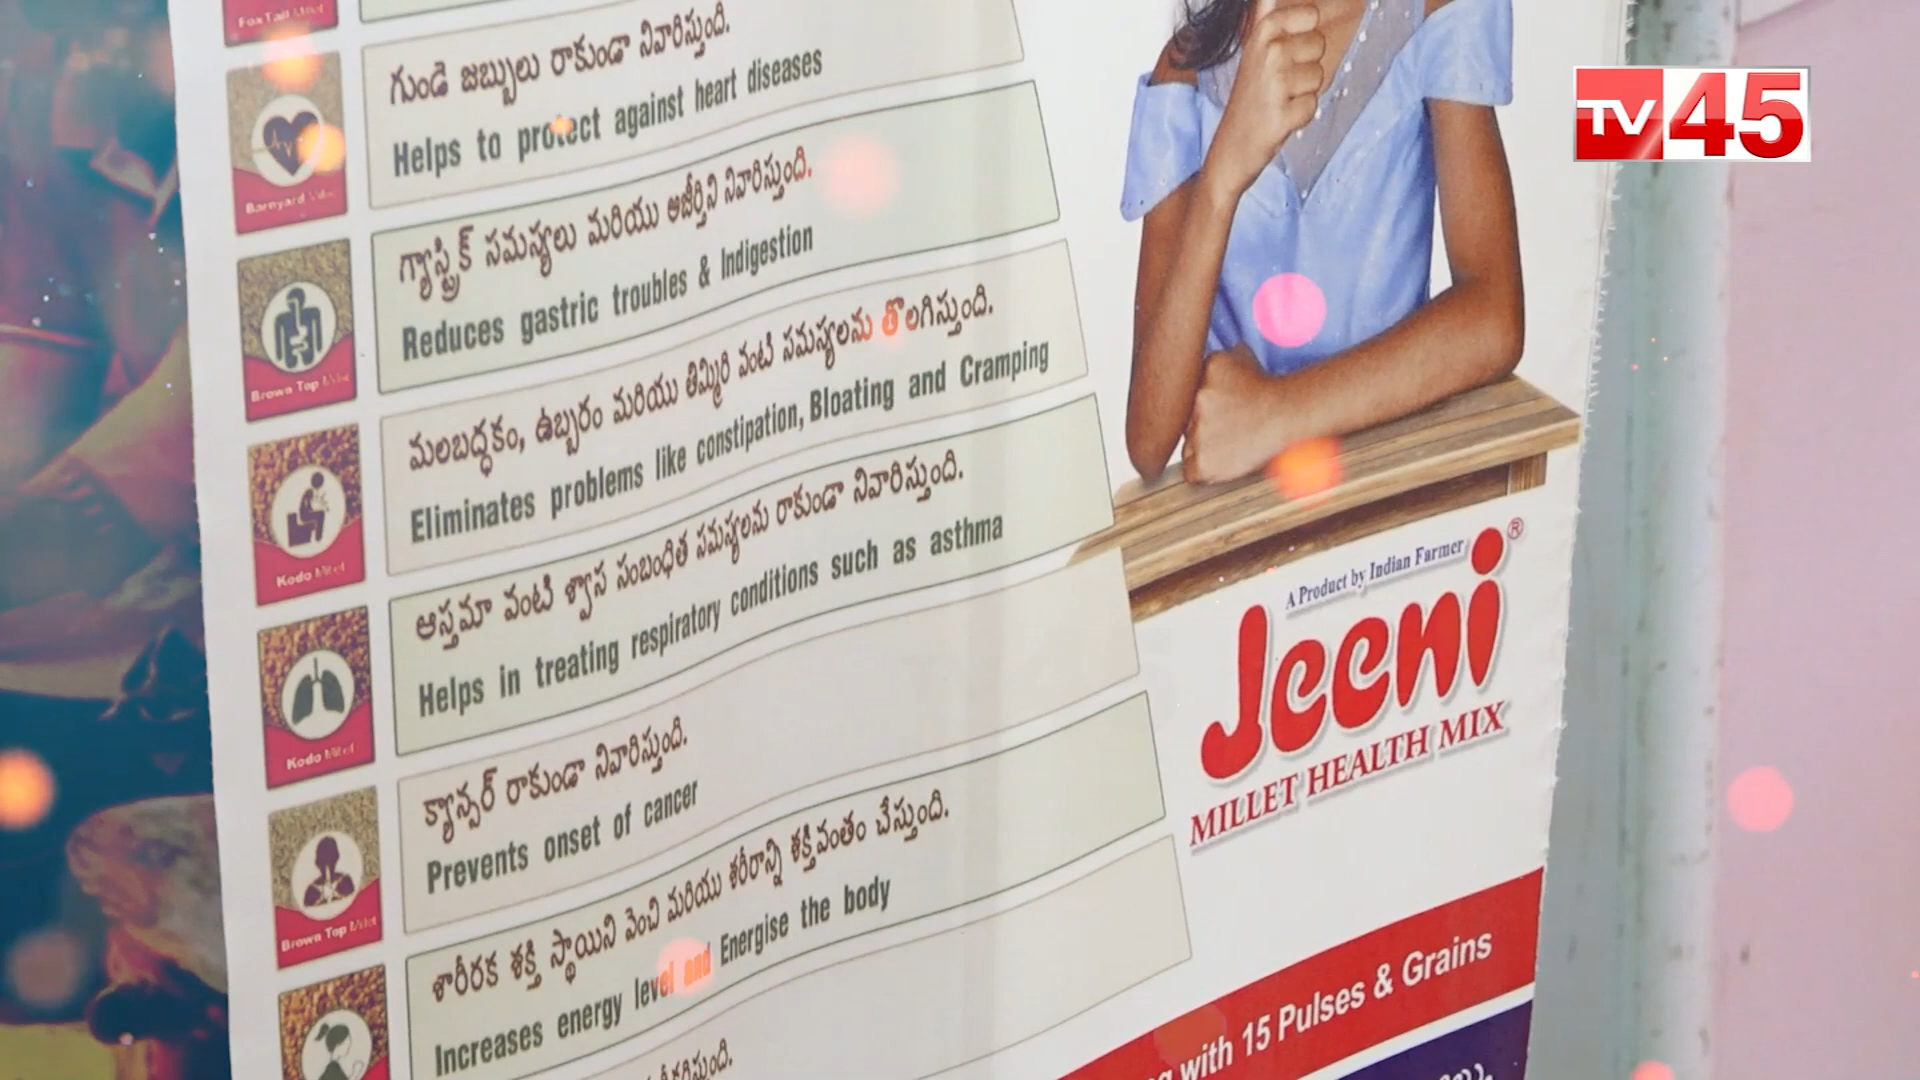 TV 45
FoxTail Millet
గుండె జబ్బులు రాకుండా నివారిస్తుంది.
Helps to protect against heart diseases
Barnyard Millet
గ్యాస్ట్రిక్ సమస్యలు మరియు అజీర్తిని నివారిస్తుంది.
Reduces gastric troubles & Indigestion
Brown Top Millet
మలబద్ధకం, ఉబ్బరం మరియు తిమ్మిరి వంటి సమస్యలను తొలగిస్తుంది.
Eliminates problems like constipation, Bloating and Cramping
Kodo Millet
ఆస్తమా వంటి శ్వాస సంబంధిత సమస్యలను రాకుండా నివారిస్తుంది.
Helps in treating respiratory conditions such as asthma
Kodo Millet
క్యాన్సర్ రాకుండా నివారిస్తుంది.
Prevents onset of cancer
Brown Top Millet
శారీరక శక్తి స్థాయిని పెంచి మరియు శరీరాన్ని శక్తివంతం చేస్తుంది.
Increases energy level and Energise the body
A Product by Indian Farmer
Jeeni ®
MILLET HEALTH MIX
with 15 Pulses & Grains